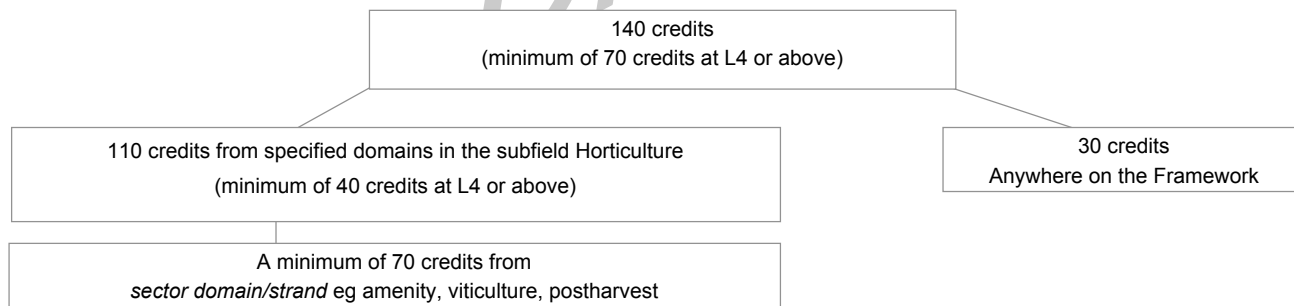 140 credits
(minimum of 70 credits at L4 or above)
110 credits from specified domains in the subfield Horticulture
(minimum of 40 credits at L4 or above)
30 credits
Anywhere on the Framework
A minimum of 70 credits from
sector domain/strand eg amenity, viticulture, postharvest